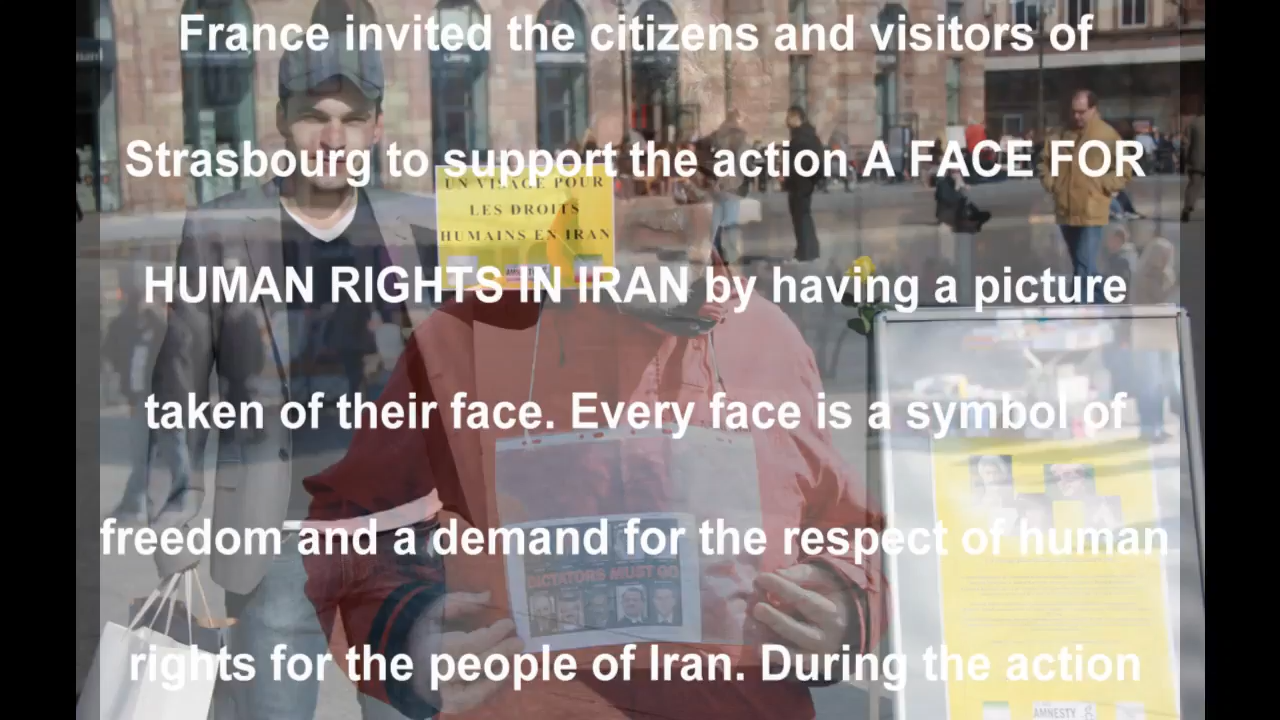 France invited the citizens and visitors of
Strasbourg to support the action A FACE FOR
UN VISAGE POUR
LES DROITS
HUMAINS EN IRAN
HUMAN RIGHTS IN IRAN by having a picture
taken of their face. Every face is a symbol of
freedom and a demand for the respect of human
DICTATORS MUST GO
rights for the people of Iran. During the action
AMNESTY